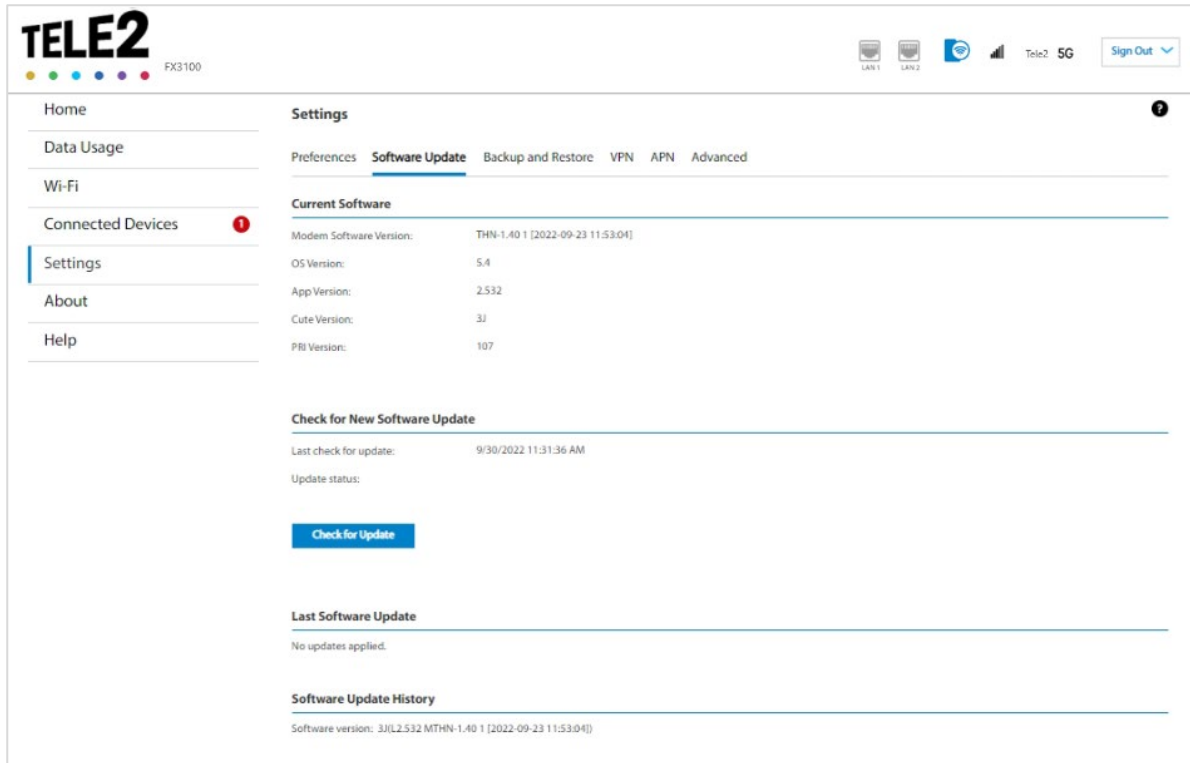 TELE2
FX3100
LAN 1
LAN 2
Tele2 5G
Sign Out
Home
Data Usage
Wi-Fi
Connected Devices 1
Settings
About
Help
Settings
?
Preferences Software Update Backup and Restore VPN APN Advanced
Current Software
Modem Software Version: THN-1.40 1 [2022-09-23 11:53:04]
OS Version: 5.4
App Version: 2.532
Cute Version: 3J
PRI Version: 107
Check for New Software Update
Last check for update: 9/30/2022 11:31:36 AM
Update status:
Check for Update
Last Software Update
No updates applied.
Software Update History
Software version: 3J(L2.532 MTHN-1.40 1 [2022-09-23 11:53:04])